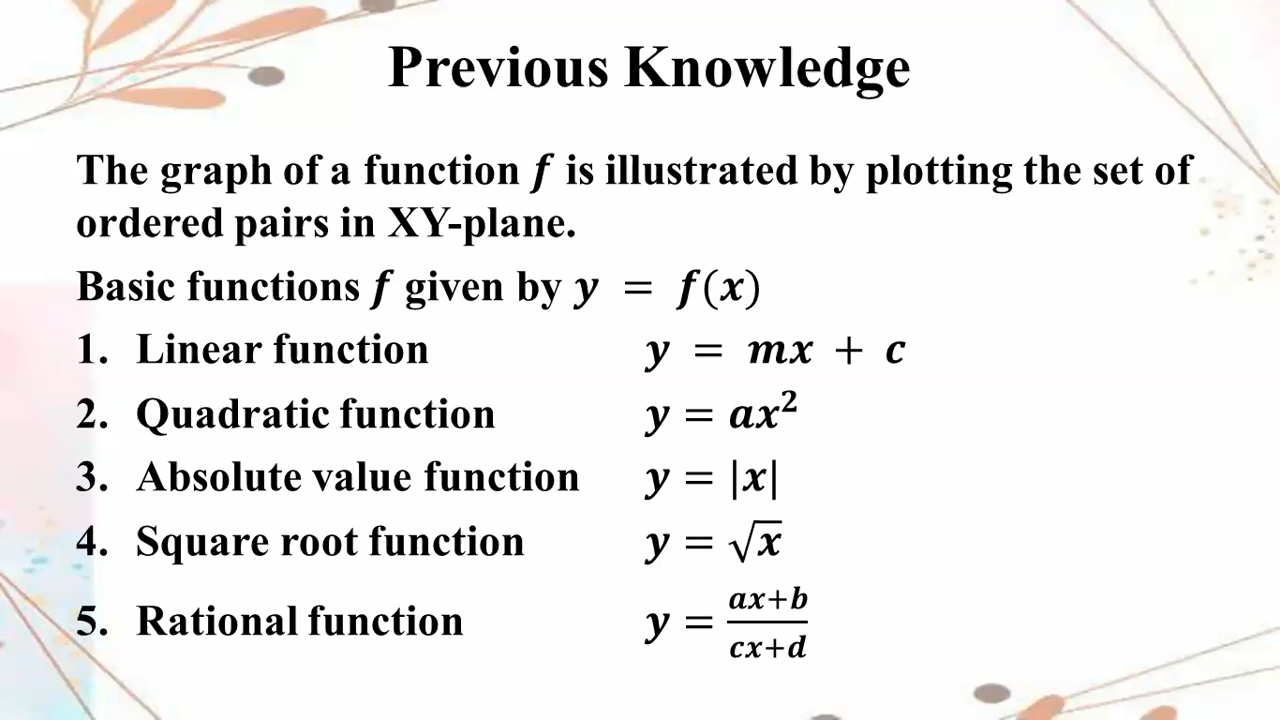 Previous Knowledge
The graph of a function f is illustrated by plotting the set of
ordered pairs in XY-plane.
Basic functions f given by y = f(x)
1. Linear function y = mx + c
2. Quadratic function y = ax²
3. Absolute value function y = |x|
4. Square root function y = √x
5. Rational function y = ax+b/cx+d